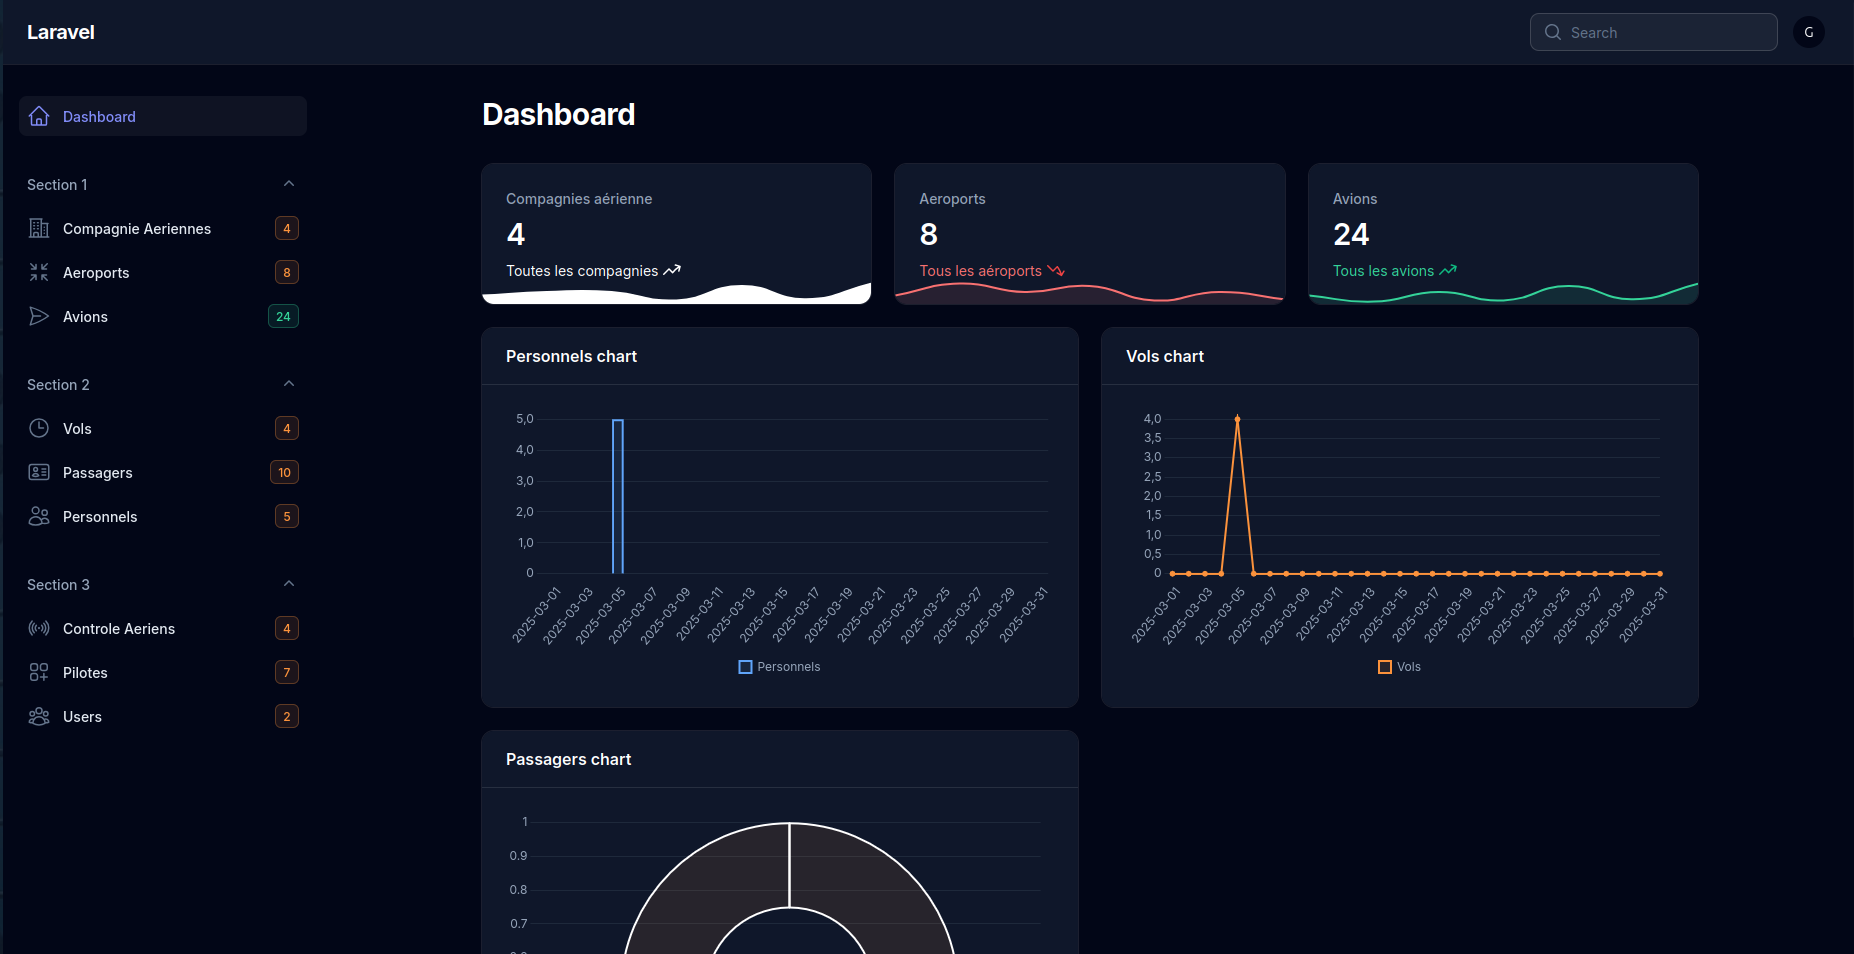 Laravel
Search
G
Dashboard
Section 1
Compagnie Aeriennes 4
Aeroports 8
Avions 24
Section 2
Vols 4
Passagers 10
Personnels 5
Section 3
Controle Aeriens 4
Pilotes 7
Users 2
Dashboard
Compagnies aérienne
4
Toutes les compagnies
Aeroports
8
Tous les aéroports
Avions
24
Tous les avions
Personnels chart
5,0
4,0
3,0
2,0
1,0
0
2025-03-01 2025-03-03 2025-03-05 2025-03-07 2025-03-09 2025-03-11 2025-03-13 2025-03-15 2025-03-17 2025-03-19 2025-03-21 2025-03-23 2025-03-25 2025-03-27 2025-03-29 2025-03-31
Personnels
Vols chart
4,0
3,5
3,0
2,5
2,0
1,5
1,0
0,5
0
2025-03-01 2025-03-03 2025-03-05 2025-03-07 2025-03-09 2025-03-11 2025-03-13 2025-03-15 2025-03-17 2025-03-19 2025-03-21 2025-03-23 2025-03-25 2025-03-27 2025-03-29 2025-03-31
Vols
Passagers chart
1
0.9
0.8
0.7